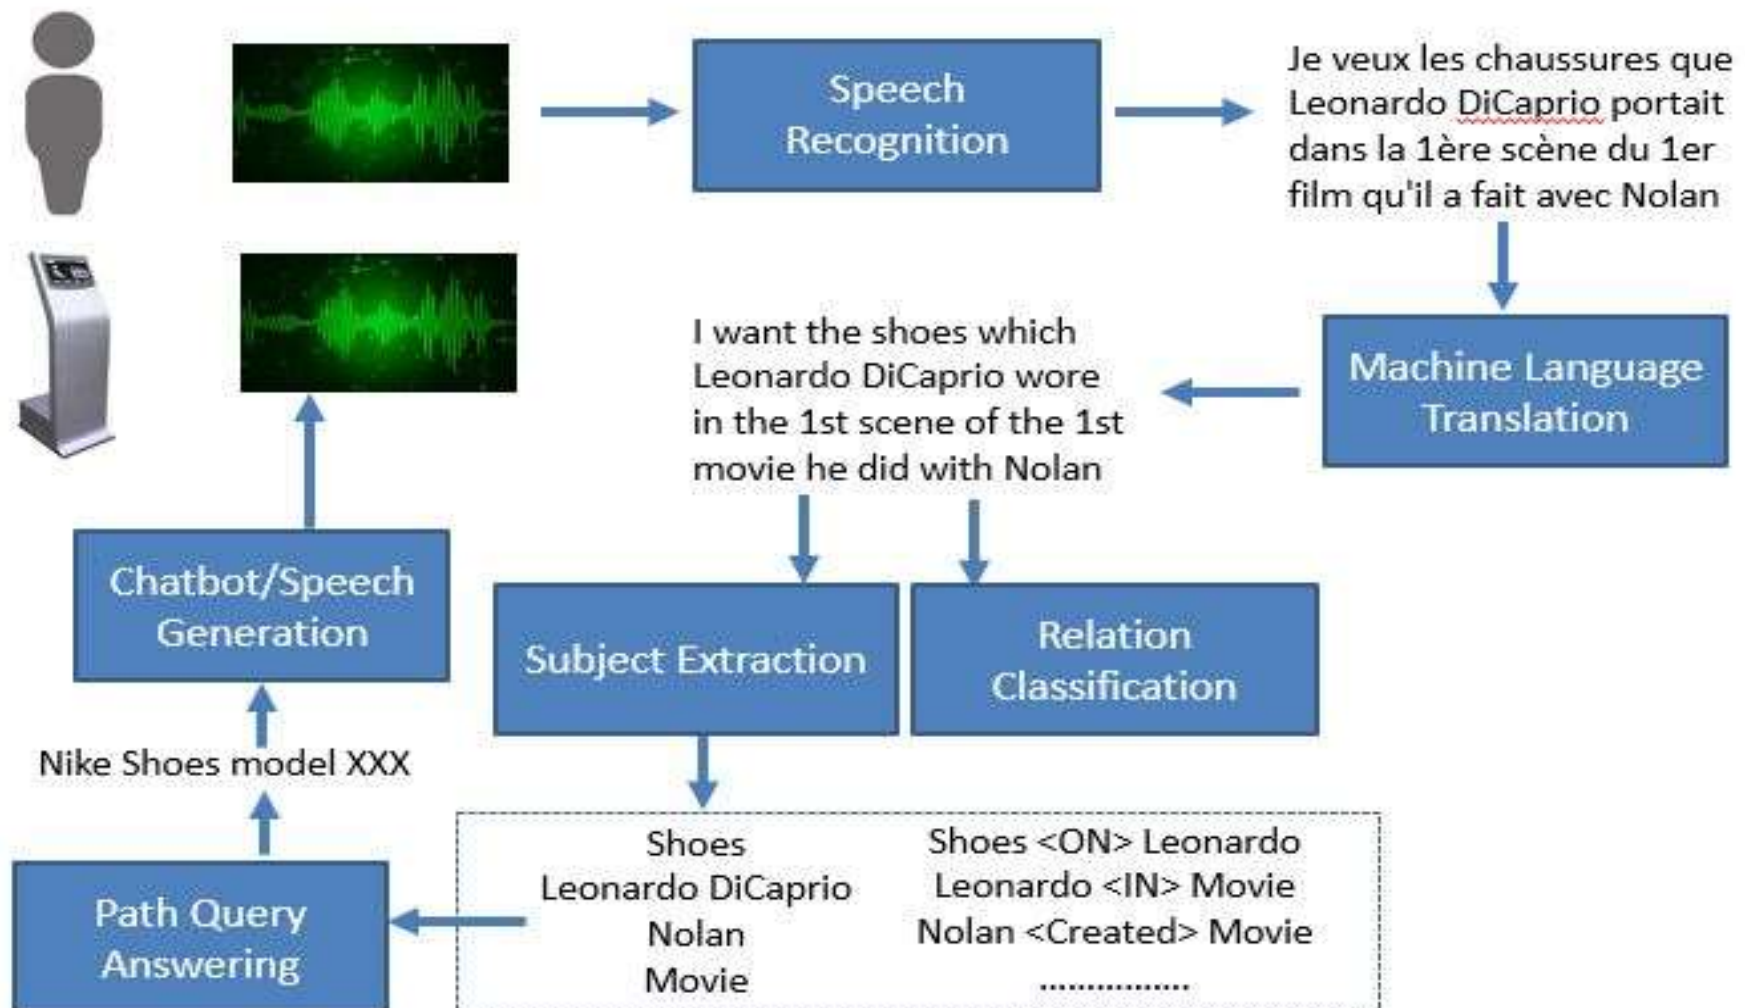 Speech
Recognition
Je veux les chaussures que
Leonardo DiCaprio portait
dans la 1ère scène du 1er
film qu'il a fait avec Nolan
Machine Language
Translation
I want the shoes which
Leonardo DiCaprio wore
in the 1st scene of the 1st
movie he did with Nolan
Subject Extraction
Relation
Classification
Shoes
Leonardo DiCaprio
Nolan
Movie
Shoes <ON> Leonardo
Leonardo <IN> Movie
Nolan <Created> Movie
................
Path Query
Answering
Nike Shoes model XXX
Chatbot/Speech
Generation